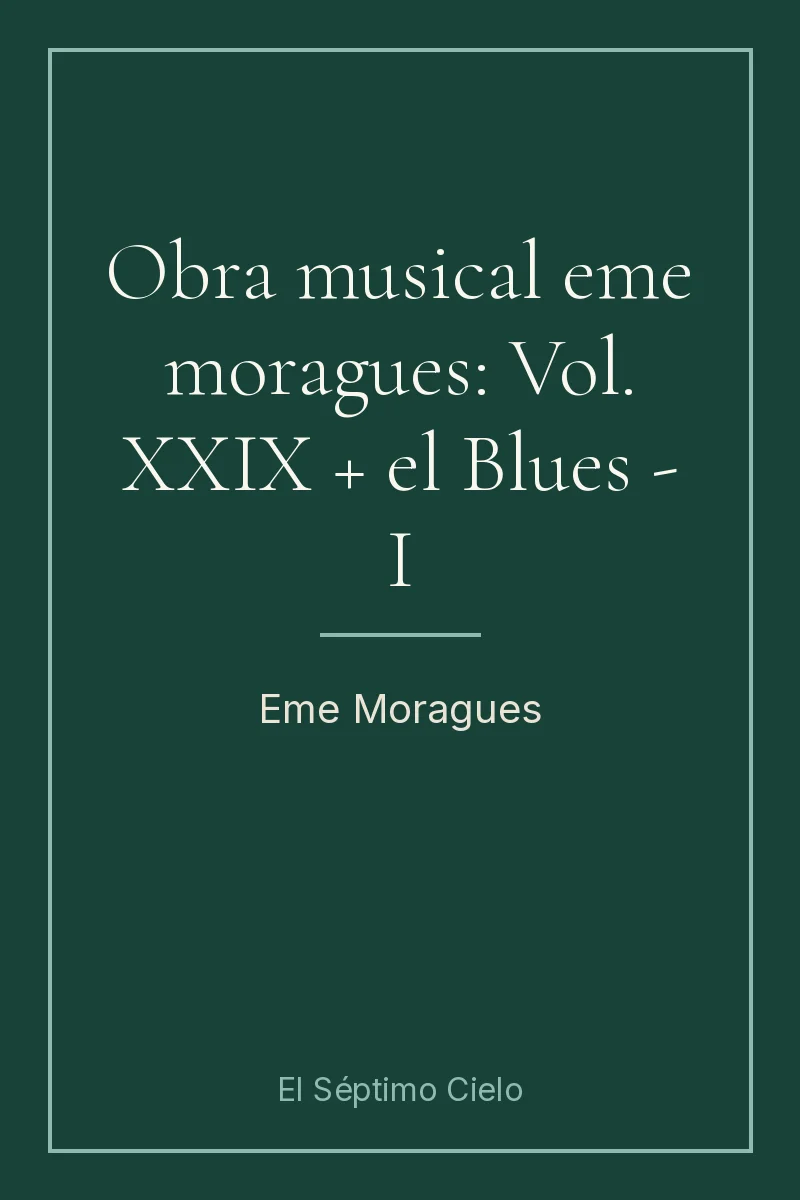 Obra musical eme
moragues: Vol.
XXIX + el Blues -
I
Eme Moragues
El Séptimo Cielo